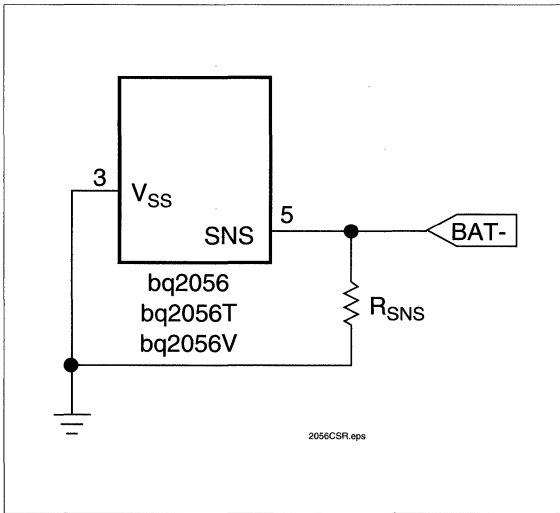 3
VSS
5
SNS
BAT-
bq2056
bq2056T
bq2056V
RSNS
2056CSR.eps